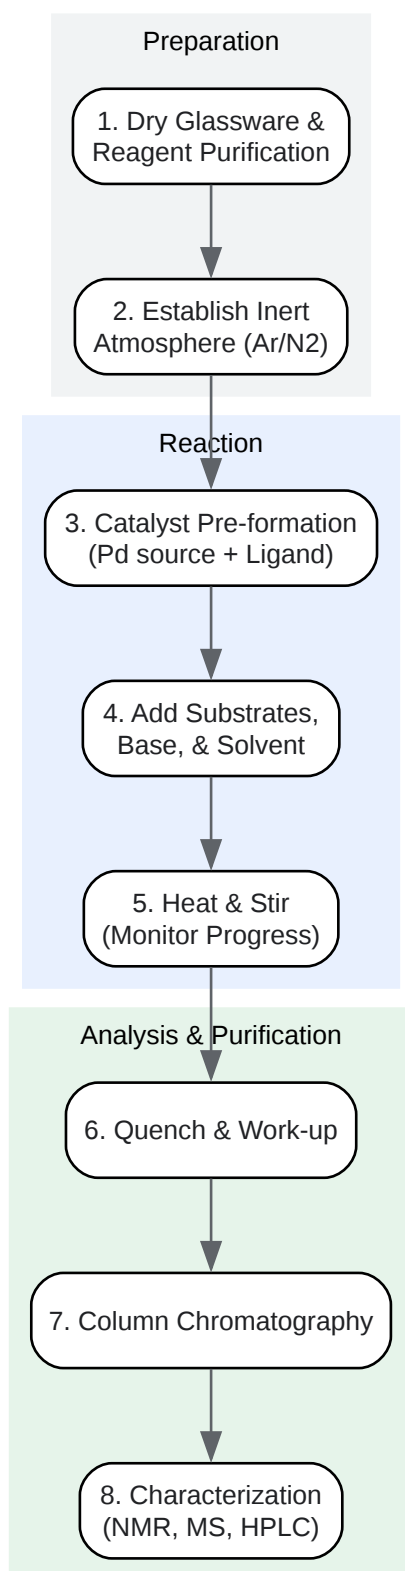 Preparation
1. Dry Glassware &
Reagent Purification
2. Establish Inert
Atmosphere (Ar/N2)
Reaction
3. Catalyst Pre-formation
(Pd source + Ligand)
4. Add Substrates,
Base, & Solvent
5. Heat & Stir
(Monitor Progress)
Analysis & Purification
6. Quench & Work-up
7. Column Chromatography
8. Characterization
(NMR, MS, HPLC)